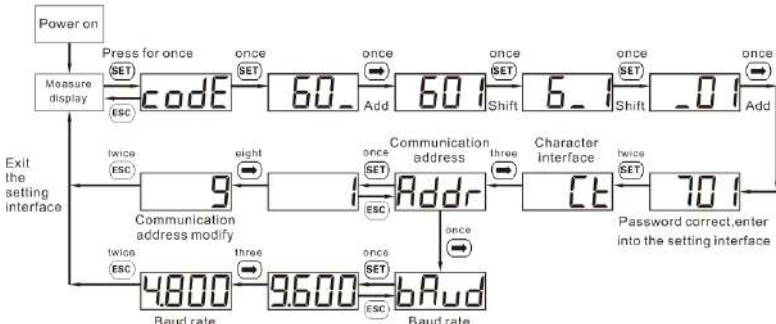 Power on
Press for once
once
once
once
once
once
SET
SET
➡
SET
SET
➡
Measure
display
codE
60_
601
6_1
_01
ESC
Add
Shift
Shift
Add
Exit
the
setting
interface
twice
ESC
eight
➡
once
SET
ESC
Communication
address
three
➡
Character
interface
twice
SET
9
1
Addr
Ct
701
Communication
address modify
Password correct,enter
into the setting interface
once
➡
twice
ESC
three
➡
once
SET
ESC
4.800
9.600
bAud
Baud rate
Baud rate